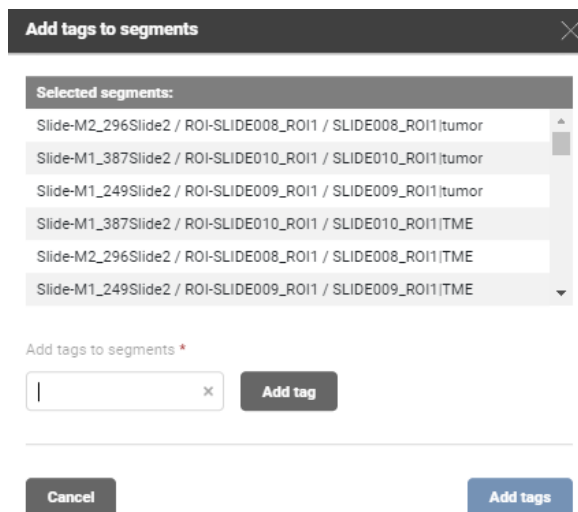 Add tags to segments
Selected segments:
Slide-M2_296Slide2 / ROI-SLIDE008_ROI1 / SLIDE008_ROI1|tumor
Slide-M1_387Slide2 / ROI-SLIDE010_ROI1 / SLIDE010_ROI1|tumor
Slide-M1_249Slide2 / ROI-SLIDE009_ROI1 / SLIDE009_ROI1|tumor
Slide-M1_387Slide2 / ROI-SLIDE010_ROI1 / SLIDE010_ROI1|TME
Slide-M2_296Slide2 / ROI-SLIDE008_ROI1 / SLIDE008_ROI1|TME
Slide-M1_249Slide2 / ROI-SLIDE009_ROI1 / SLIDE009_ROI1|TME
Add tags to segments *
Add tag
Cancel Add tags